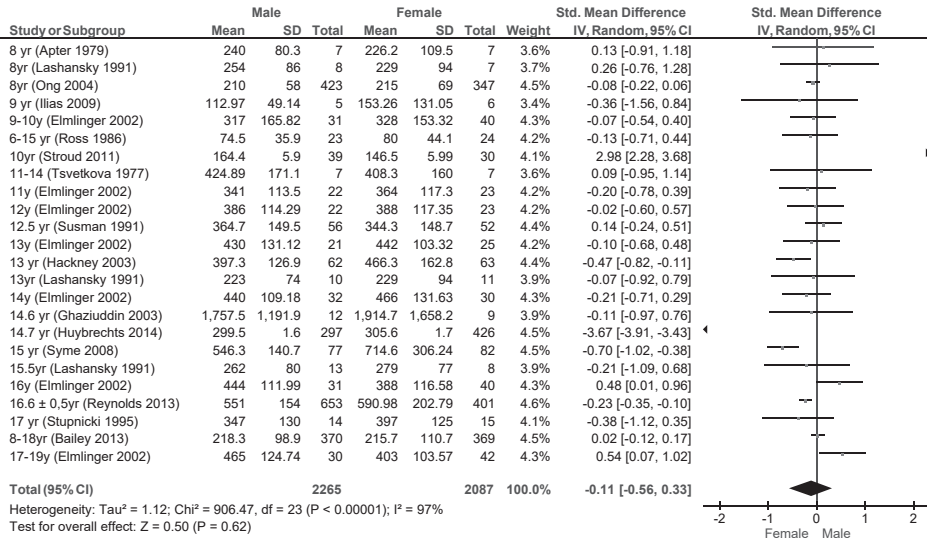 Male Female Std. Mean Difference Std. Mean Difference
Study or Subgroup Mean SD Total Mean SD Total Weight IV, Random, 95% CI IV, Random, 95% CI
8 yr (Apter 1979) 240 80.3 7 226.2 109.5 7 3.6% 0.13 [-0.91, 1.18]
8yr (Lashansky 1991) 254 86 8 229 94 7 3.7% 0.26 [-0.76, 1.28]
8yr (Ong 2004) 210 58 423 215 69 347 4.5% -0.08 [-0.22, 0.06]
9 yr (Ilias 2009) 112.97 49.14 5 153.26 131.05 6 3.4% -0.36 [-1.56, 0.84]
9-10y (Elmlinger 2002) 317 165.82 31 328 153.32 40 4.3% -0.07 [-0.54, 0.40]
6-15 yr (Ross 1986) 74.5 35.9 23 80 44.1 24 4.2% -0.13 [-0.71, 0.44]
10yr (Stroud 2011) 164.4 5.9 39 146.5 5.99 30 4.1% 2.98 [2.28, 3.68]
11-14 (Tsvetkova 1977) 424.89 171.1 7 408.3 160 7 3.6% 0.09 [-0.95, 1.14]
11y (Elmlinger 2002) 341 113.5 22 364 117.3 23 4.2% -0.20 [-0.78, 0.39]
12y (Elmlinger 2002) 386 114.29 22 388 117.35 23 4.2% -0.02 [-0.60, 0.57]
12.5 yr (Susman 1991) 364.7 149.5 56 344.3 148.7 52 4.4% 0.14 [-0.24, 0.51]
13y (Elmlinger 2002) 430 131.12 21 442 103.32 25 4.2% -0.10 [-0.68, 0.48]
13 yr (Hackney 2003) 397.3 126.9 62 466.3 162.8 63 4.4% -0.47 [-0.82, -0.11]
13yr (Lashansky 1991) 223 74 10 229 94 11 3.9% -0.07 [-0.92, 0.79]
14y (Elmlinger 2002) 440 109.18 32 466 131.63 30 4.3% -0.21 [-0.71, 0.29]
14.6 yr (Ghaziuddin 2003) 1,757.5 1,191.9 12 1,914.7 1,658.2 9 3.9% -0.11 [-0.97, 0.76]
14.7 yr (Huybrechts 2014) 299.5 1.6 297 305.6 1.7 426 4.5% -3.67 [-3.91, -3.43]
15 yr (Syme 2008) 546.3 140.7 77 714.6 306.24 82 4.4% -0.70 [-1.02, -0.38]
15.5yr (Lashansky 1991) 262 80 13 279 77 8 3.8% -0.21 [-1.09, 0.68]
16y (Elmlinger 2002) 444 111.99 31 388 116.58 40 4.3% 0.48 [0.01, 0.96]
16.6 ± 0,5yr (Reynolds 2013) 551 154 653 590.98 202.79 401 4.5% -0.23 [-0.35, -0.10]
17 yr (Stupnicki 1995) 347 130 14 397 125 15 4.0% -0.38 [-1.12, 0.35]
8-18yr (Bailey 2013) 218.3 98.9 370 215.7 110.7 369 4.5% 0.02 [-0.12, 0.17]
17-19y (Elmlinger 2002) 465 124.74 30 403 103.57 42 4.3% 0.54 [0.07, 1.02]
Total (95% CI) 2265 2087 100.0% -0.11 [-0.56, 0.33]
Heterogeneity: Tau² = 1.12; Chi² = 906.47, df = 23 (P < 0.00001); I² = 97%
Test for overall effect: Z = 0.50 (P = 0.62)
-2 -1 0 1 2
Female Male